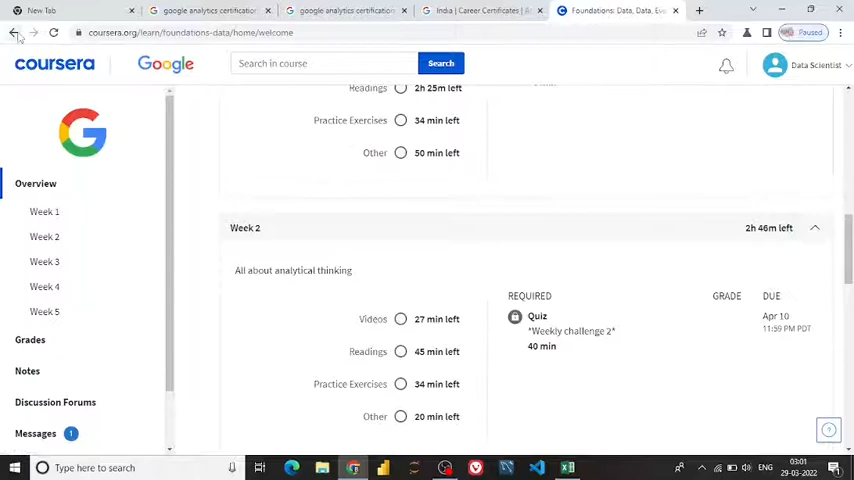 New Tab
google analytics certification
google analytics certification
India | Career Certificates |
Foundations: Data, Data, Eve
coursera.org/learn/foundations-data/home/welcome
Paused
coursera
Google
Search in course
Search
Data Scientist
Overview
Week 1
Week 2
Week 3
Week 4
Week 5
Grades
Notes
Discussion Forums
Messages 1
Readings 2h 25m left
Practice Exercises 34 min left
Other 50 min left
Week 2 2h 46m left
All about analytical thinking
Videos 27 min left
Readings 45 min left
Practice Exercises 34 min left
Other 20 min left
REQUIRED GRADE DUE
Quiz Apr 10
*Weekly challenge 2* 11:59 PM PDT
40 min
Type here to search
ENG
03:01
29-03-2022